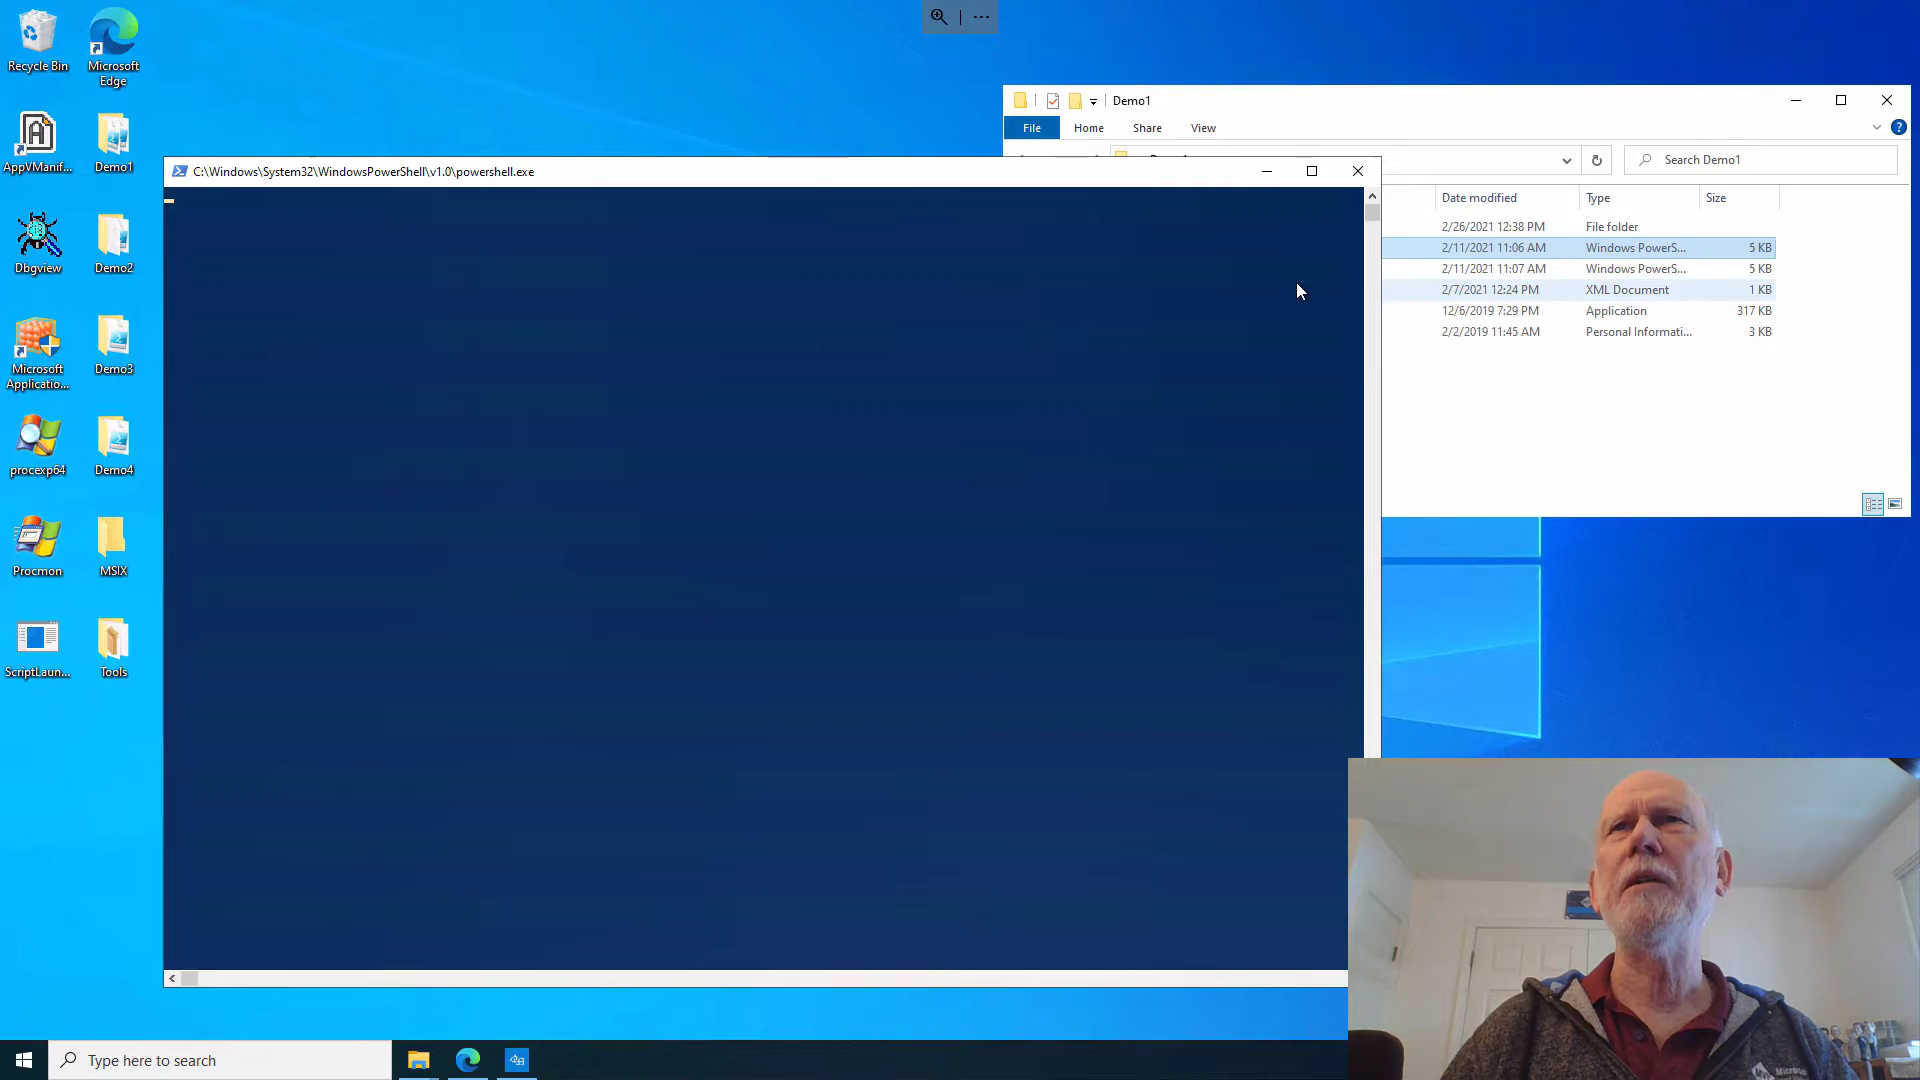 Recycle Bin
Microsoft
Edge
AppVManif...
Demo1
Dbgview
Demo2
Microsoft
Applicatio...
Demo3
procexp64
Demo4
Procmon
MSIX
ScriptLaun...
Tools
Demo1
File Home Share View
Search Demo1
C:\Windows\System32\WindowsPowerShell\v1.0\powershell.exe
Date modified Type Size
2/26/2021 12:38 PM File folder
2/11/2021 11:06 AM Windows PowerS... 5 KB
2/11/2021 11:07 AM Windows PowerS... 5 KB
2/7/2021 12:24 PM XML Document 1 KB
12/6/2019 7:29 PM Application 317 KB
2/2/2019 11:45 AM Personal Informati... 3 KB
Microsoft
Type here to search